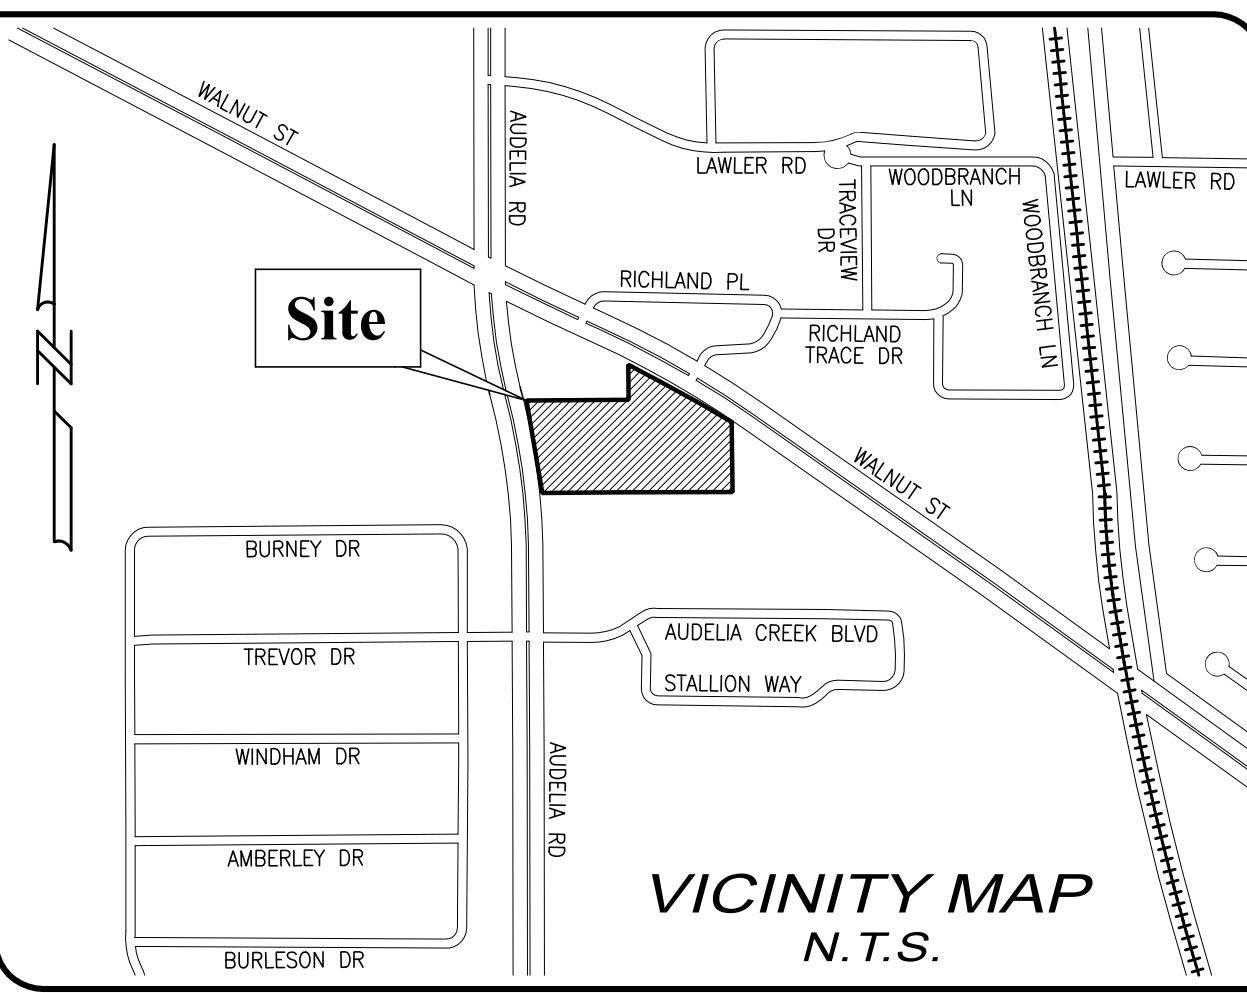 WALNUT ST
AUDELIA RD
LAWLER RD
WOODBRANCH
LN
LAWLER RD
TRACEVIEW
DR
WOODBRANCH LN
RICHLAND PL
Site
RICHLAND
TRACE DR
N
WALNUT ST
BURNEY DR
AUDELIA CREEK BLVD
TREVOR DR
STALLION WAY
WINDHAM DR
AUDELIA RD
AMBERLEY DR
VICINITY MAP
N.T.S.
BURLESON DR